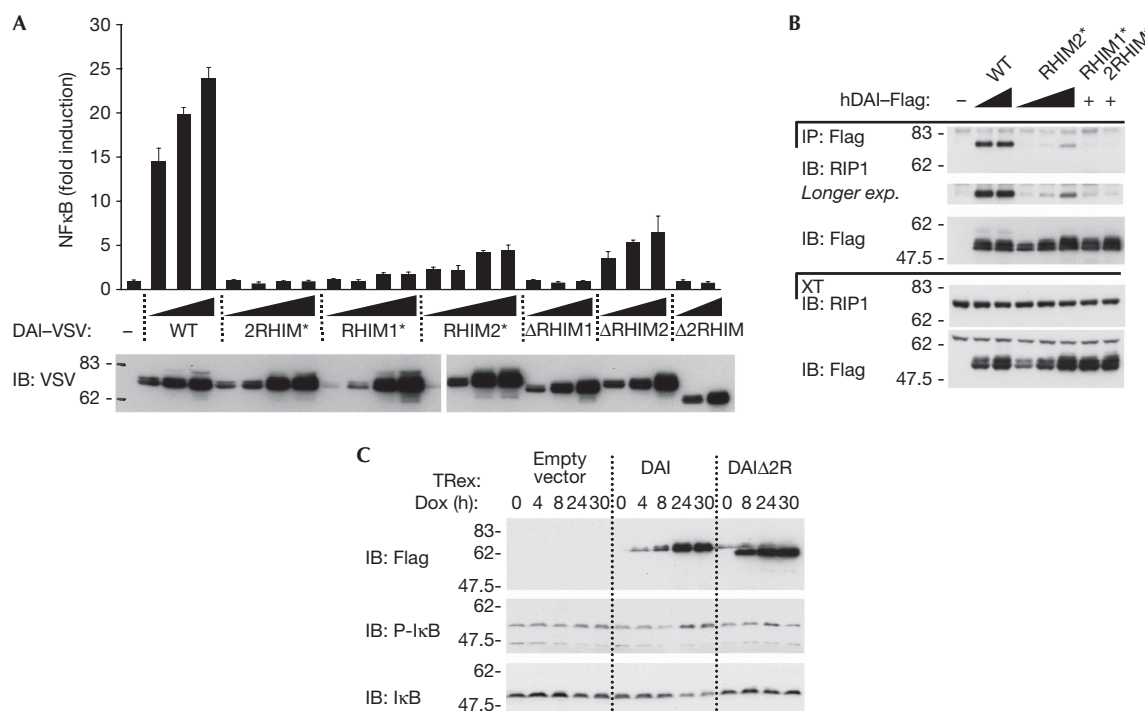 A
NFκB (fold induction)
30
25
20
15
10
5
0
DAI–VSV: – WT 2RHIM* RHIM1* RHIM2* ΔRHIM1 ΔRHIM2 Δ2RHIM
IB: VSV
83
62
B
WT RHIM2* RHIM1* 2RHIM*
hDAI–Flag: – + +
IP: Flag
83
IB: RIP1
62
Longer exp.
IB: Flag
62
47.5
XT
IB: RIP1
83
62
IB: Flag
62
47.5
C
TRex: Empty vector DAI DAIΔ2R
Dox (h): 0 4 8 24 30 0 4 8 24 30 0 8 24 30
IB: Flag
83
62
47.5
IB: P-IκB
62
47.5
IB: IκB
62
47.5